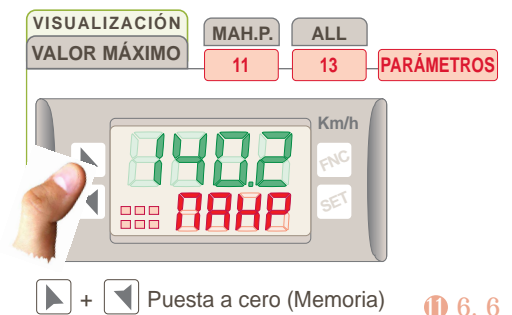 VISUALIZACIÓN
VALOR MÁXIMO
MAH.P. ALL
11 13 PARÁMETROS
Km/h
140.2
FNC
MAHP
SET
+ Puesta a cero (Memoria)
11 6. 6